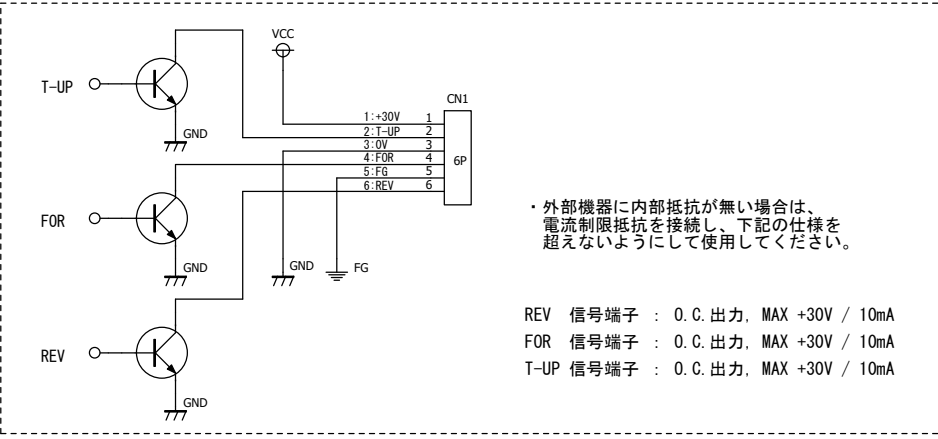 VCC
T-UP
CN1
1:+30V 1
GND
2:T-UP 2
3:0V 3
4:FOR 4
6P
5:FG 5
6:REV 6
FOR
GND
GND
FG
REV
GND
・外部機器に内部抵抗が無い場合は、
電流制限抵抗を接続し、下記の仕様を
超えないようにして使用してください。
REV 信号端子 : O.C.出力, MAX +30V / 10mA
FOR 信号端子 : O.C.出力, MAX +30V / 10mA
T-UP 信号端子 : O.C.出力, MAX +30V / 10mA